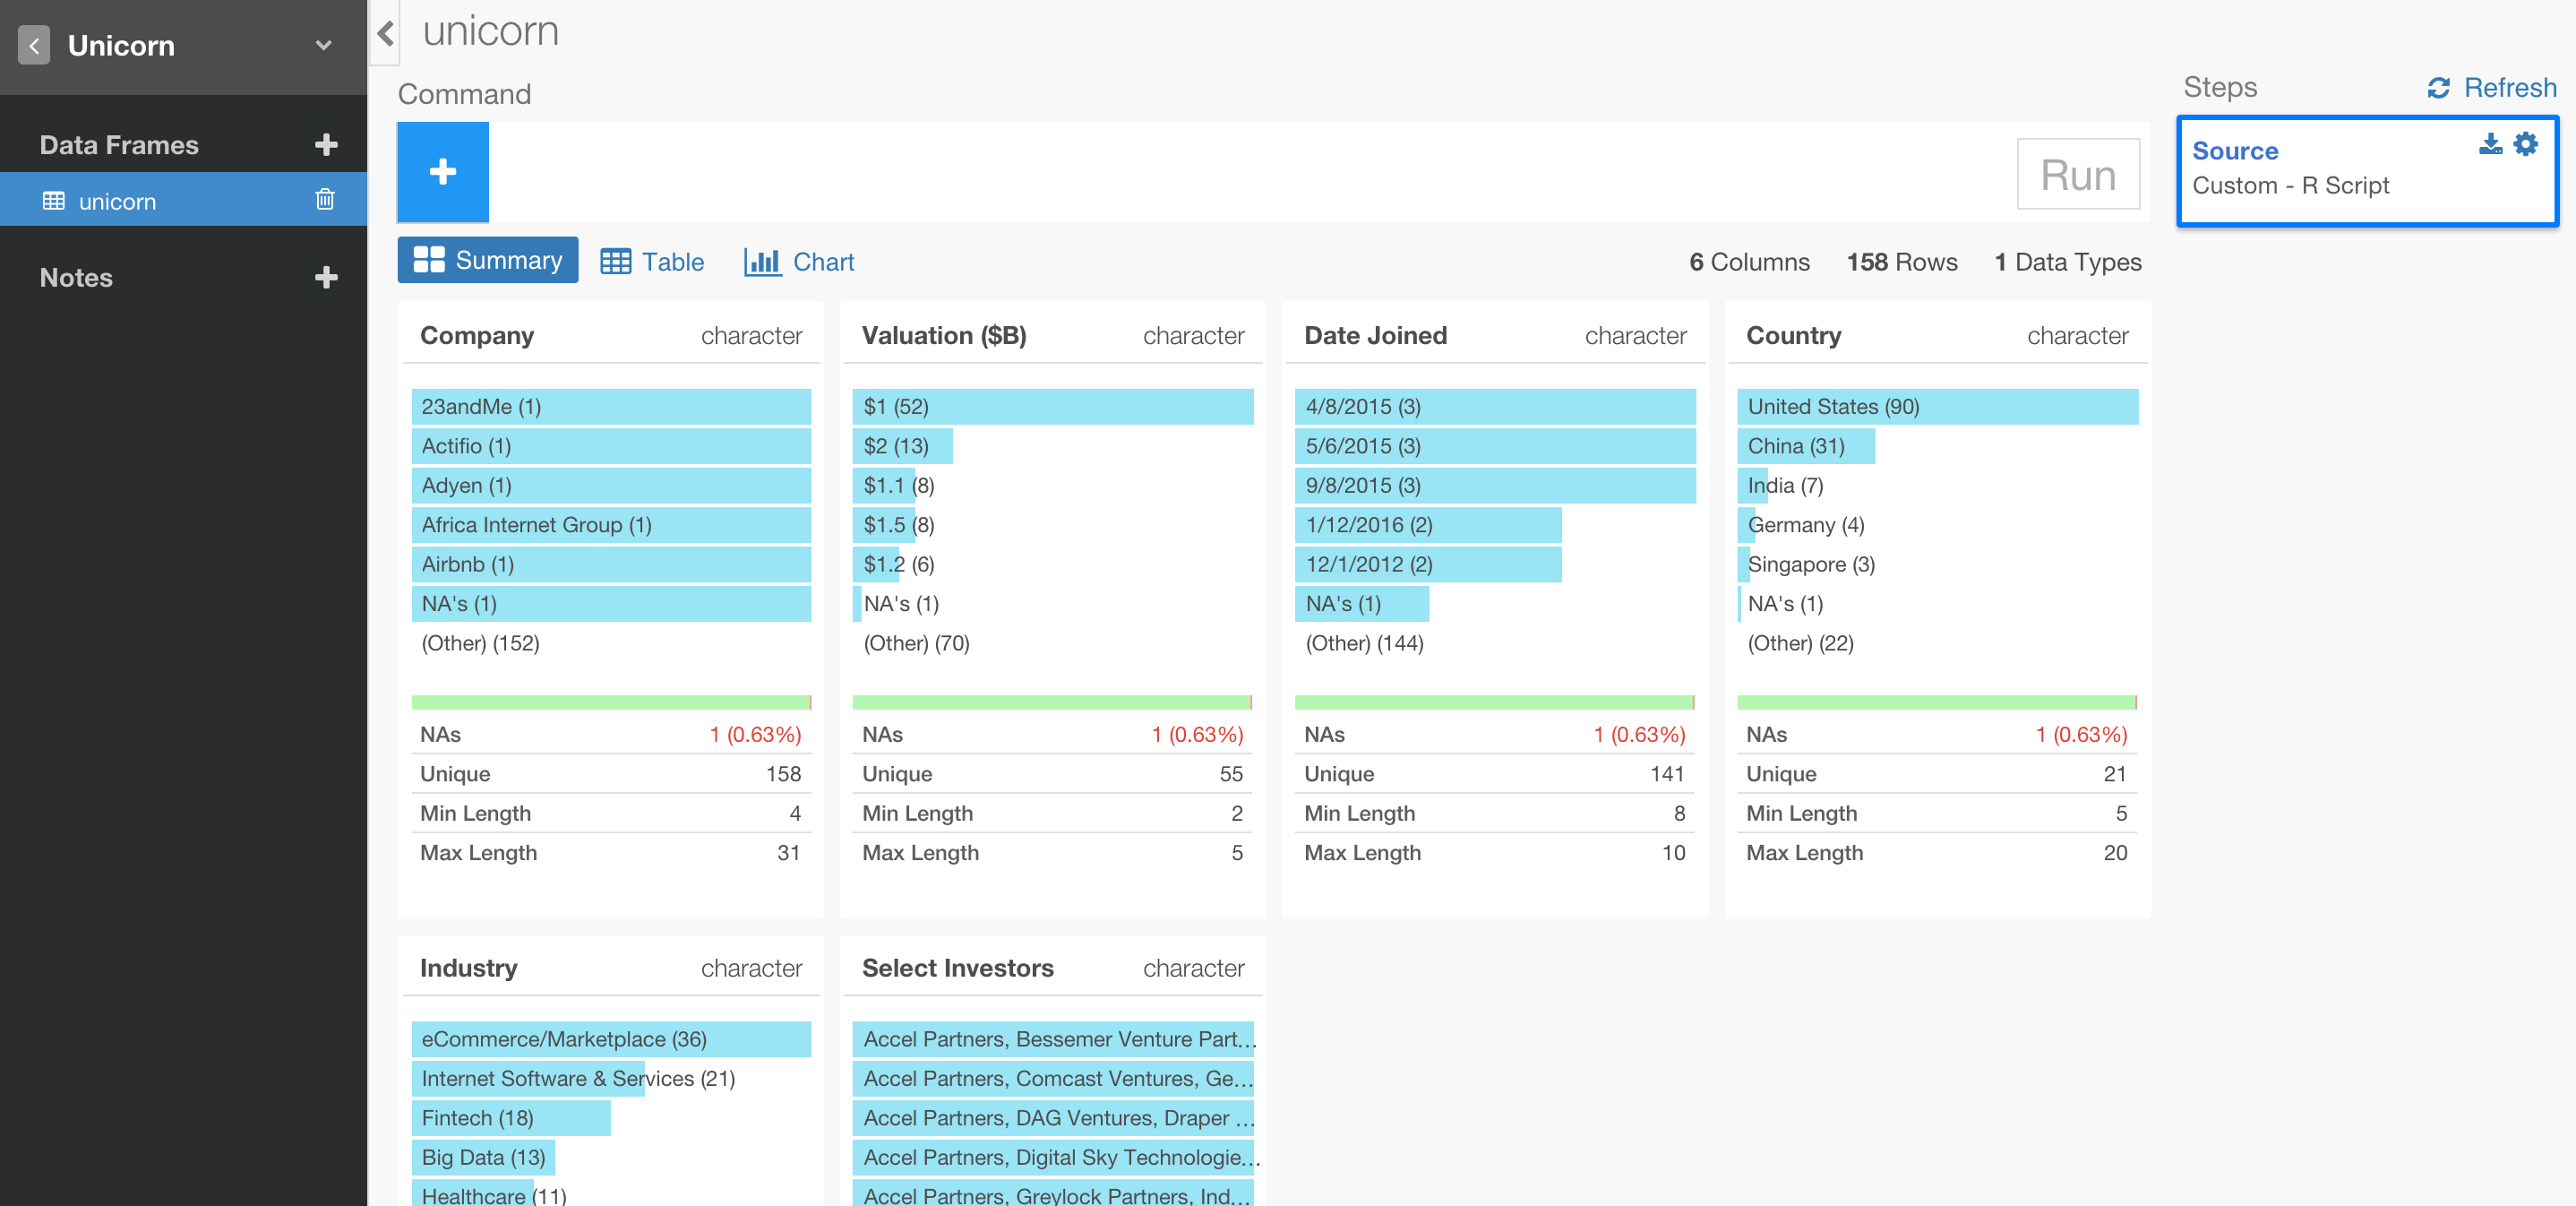 Unicorn
Data Frames
unicorn
Notes
unicorn
Command
Run
Summary
Table
Chart
6 Columns
158 Rows
1 Data Types
Steps
Refresh
Source
Custom - R Script
Company character
23andMe (1)
Actifio (1)
Adyen (1)
Africa Internet Group (1)
Airbnb (1)
NA's (1)
(Other) (152)
NAs 1 (0.63%)
Unique 158
Min Length 4
Max Length 31
Valuation ($B) character
$1 (52)
$2 (13)
$1.1 (8)
$1.5 (8)
$1.2 (6)
NA's (1)
(Other) (70)
NAs 1 (0.63%)
Unique 55
Min Length 2
Max Length 5
Date Joined character
4/8/2015 (3)
5/6/2015 (3)
9/8/2015 (3)
1/12/2016 (2)
12/1/2012 (2)
NA's (1)
(Other) (144)
NAs 1 (0.63%)
Unique 141
Min Length 8
Max Length 10
Country character
United States (90)
China (31)
India (7)
Germany (4)
Singapore (3)
NA's (1)
(Other) (22)
NAs 1 (0.63%)
Unique 21
Min Length 5
Max Length 20
Industry character
eCommerce/Marketplace (36)
Internet Software & Services (21)
Fintech (18)
Big Data (13)
Healthcare (11)
Select Investors character
Accel Partners, Bessemer Venture Part...
Accel Partners, Comcast Ventures, Ge...
Accel Partners, DAG Ventures, Draper ...
Accel Partners, Digital Sky Technologie...
Accel Partners, Greylock Partners, Ind...